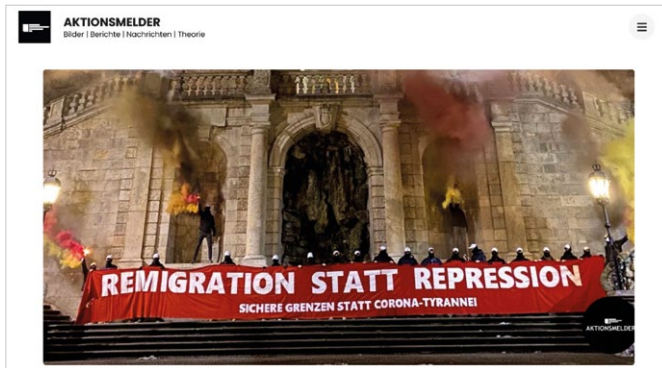 AKTIONSMELDER
Bilder | Berichte | Nachrichten | Theorie
REMIGRATION STATT REPRESSION
SICHERE GRENZEN STATT CORONA-TYRANNEI
AKTIONSMELDER